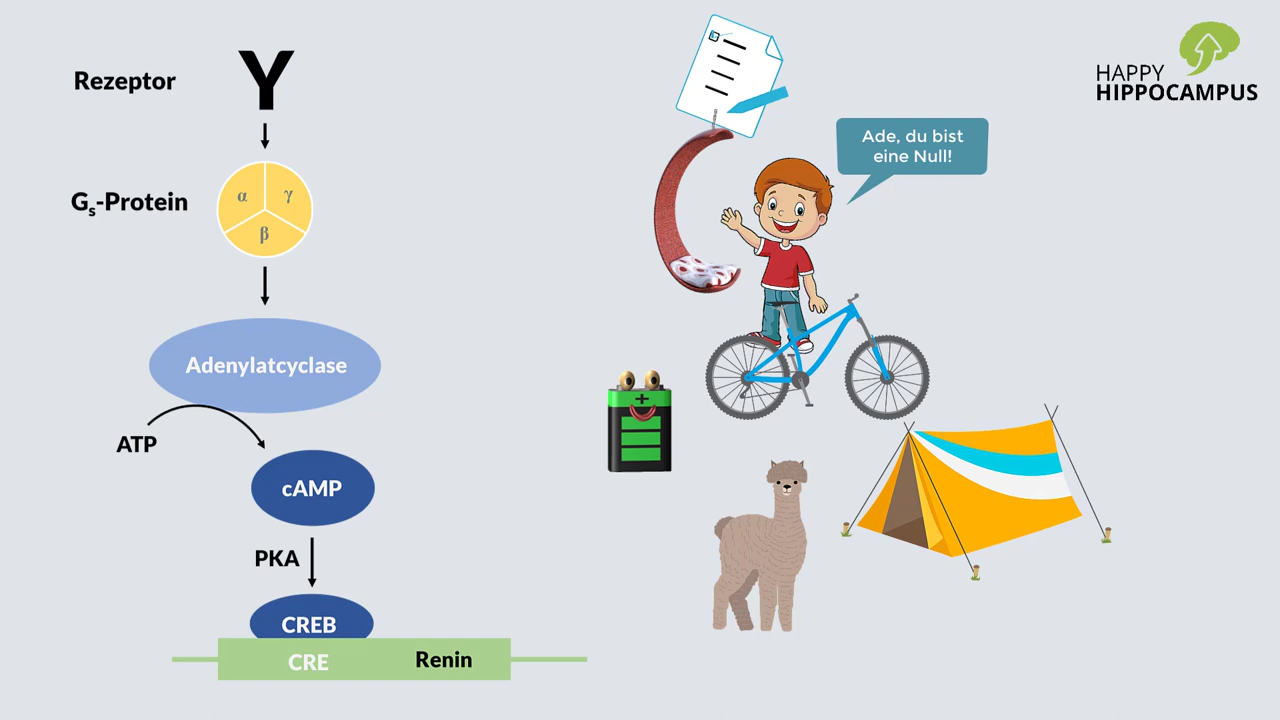 Rezeptor
Y
Gs-Protein
α
γ
β
Adenylatcyclase
ATP
cAMP
PKA
CREB
CRE
Renin
Ade, du bist
eine Null!
+
HAPPY
HIPPOCAMPUS